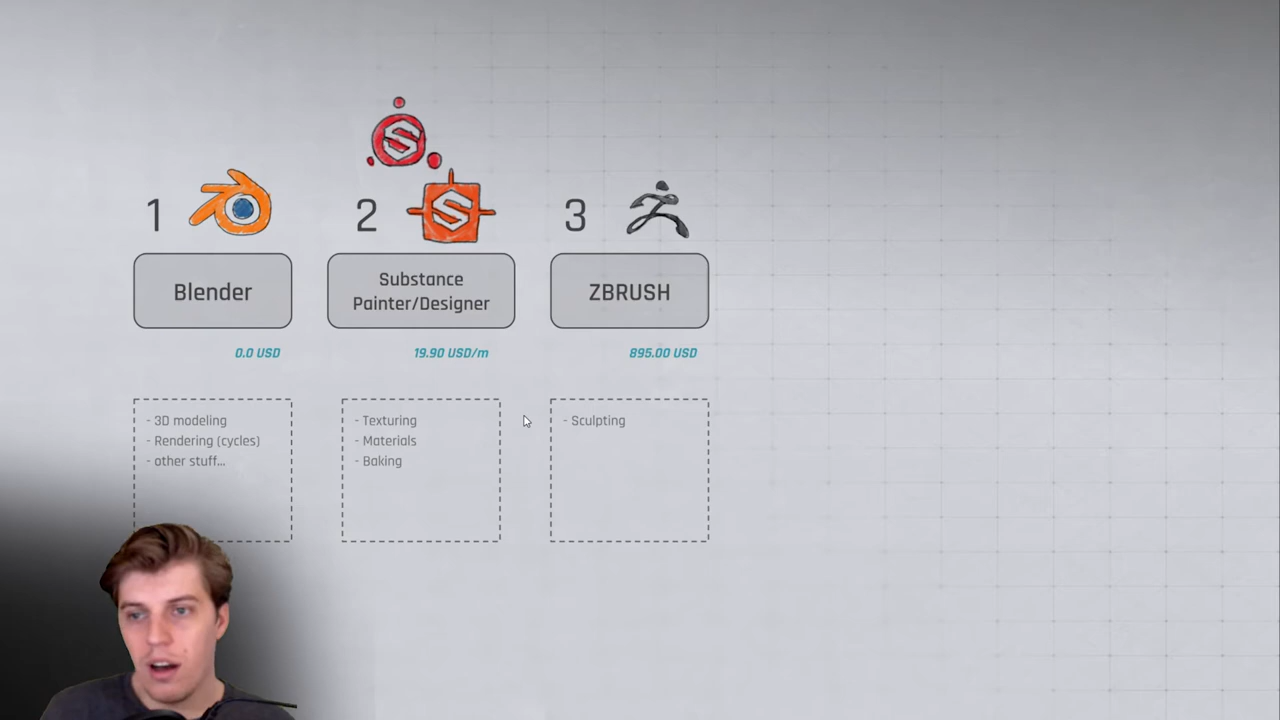 1
2
3
Blender
Substance
Painter/Designer
ZBRUSH
0.0 USD
19.90 USD/m
895.00 USD
- 3D modeling
- Rendering (cycles)
- other stuff...
- Texturing
- Materials
- Baking
- Sculpting